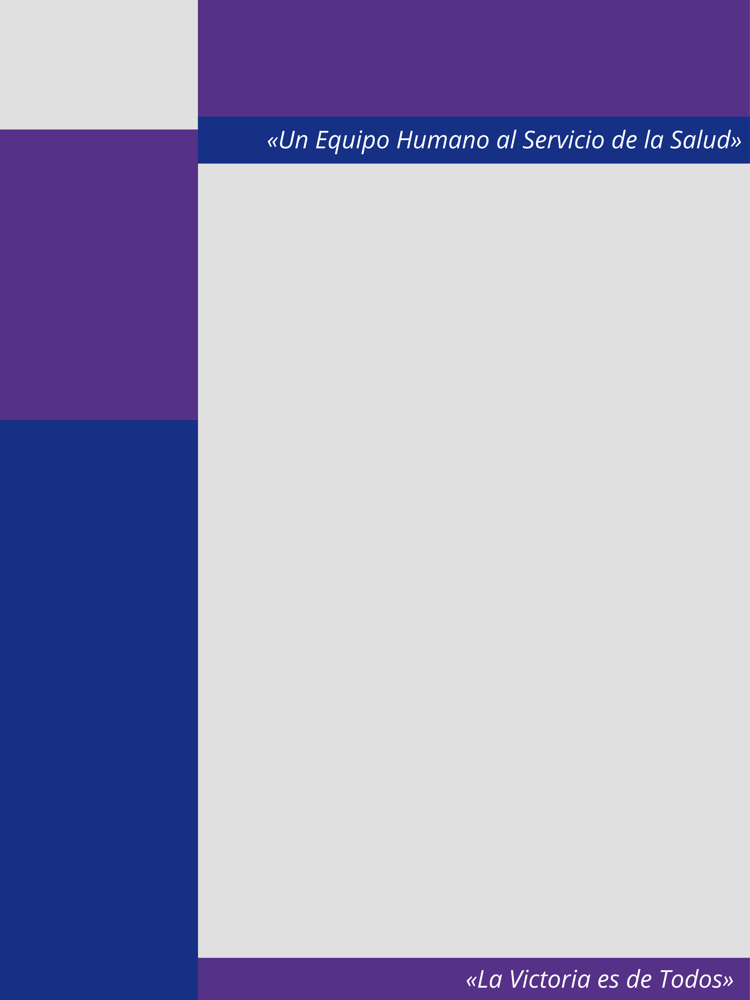 «Un Equipo Humano al Servicio de la Salud»
«La Victoria es de Todos»